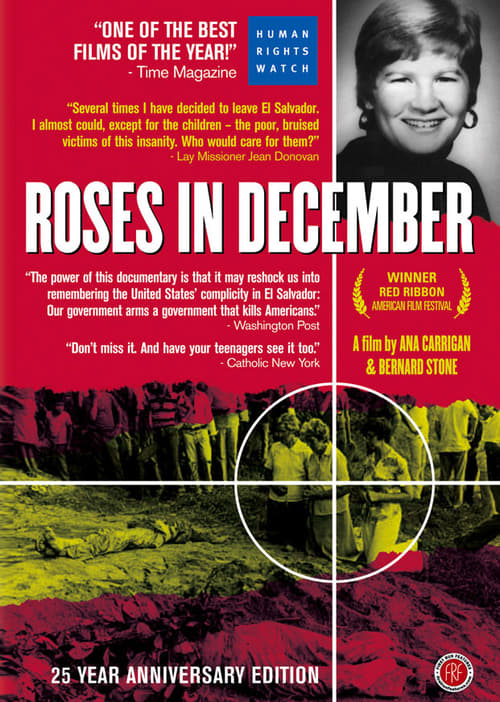 “ONE OF THE BEST
FILMS OF THE YEAR!”
- Time Magazine
HUMAN
RIGHTS
WATCH
“Several times I have decided to leave El Salvador.
I almost could, except for the children – the poor, bruised
victims of this insanity. Who would care for them?”
- Lay Missioner Jean Donovan
ROSES IN DECEMBER
“The power of this documentary is that it may reshock us into
remembering the United States’ complicity in El Salvador:
Our government arms a government that kills Americans.”
- Washington Post
“Don’t miss it. And have your teenagers see it too.”
- Catholic New York
WINNER
RED RIBBON
AMERICAN FILM FESTIVAL
A film by ANA CARRIGAN
& BERNARD STONE
25 YEAR ANNIVERSARY EDITION
FIRST RUN FEATURES
FRF